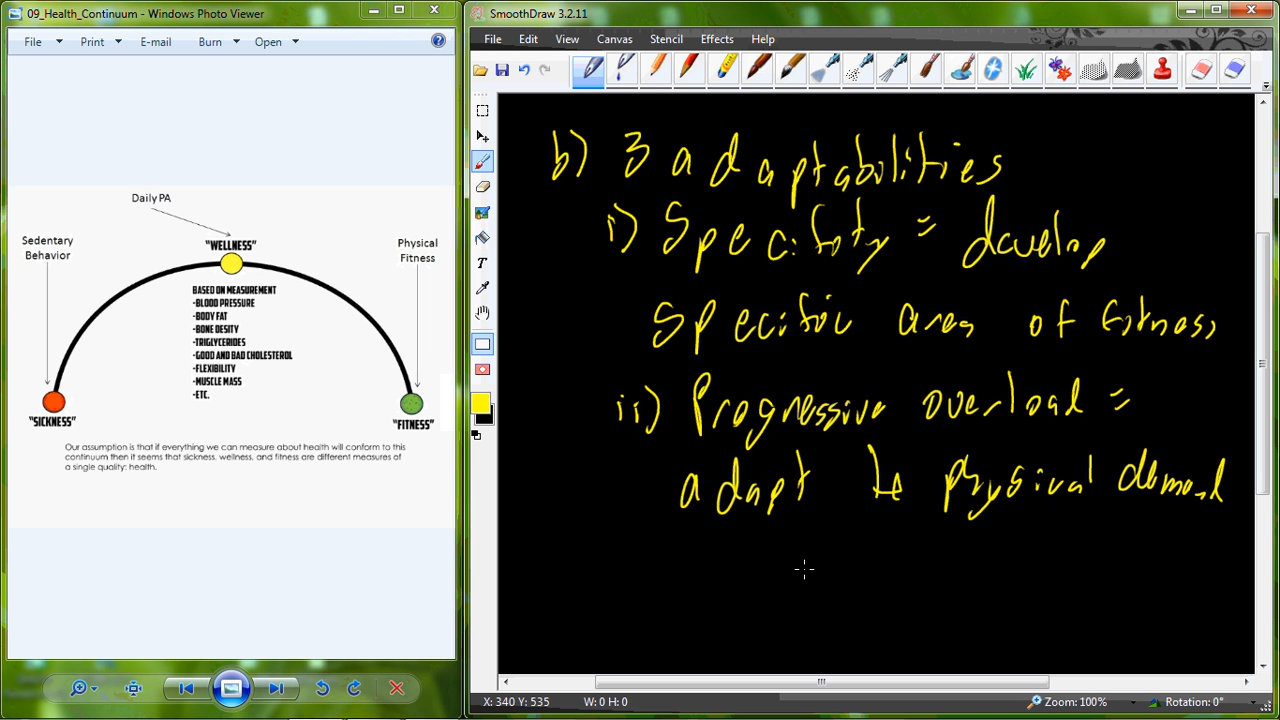 09_Health_Continuum - Windows Photo Viewer
File Print E-mail Burn Open
Daily PA
Sedentary
Behavior
Physical
Fitness
"WELLNESS"
BASED ON MEASUREMENT
-BLOOD PRESSURE
-BODY FAT
-BONE DESITY
-TRIGLYCERIDES
-GOOD AND BAD CHOLESTEROL
-FLEXIBILITY
-MUSCLE MASS
-ETC.
"SICKNESS"
"FITNESS"
Our assumption is that if everything we can measure about health will conform to this
continuum then it seems that sickness, wellness, and fitness are different measures of
a single quality: health.
SmoothDraw 3.2.11
File Edit View Canvas Stencil Effects Help
b) 3 adaptabilities
i) Specificity = develop
specific area of fitness
ii) Progressive overload =
adapt to physical demand
X: 340 Y: 535 W: 0 H: 0 Zoom: 100% Rotation: 0°